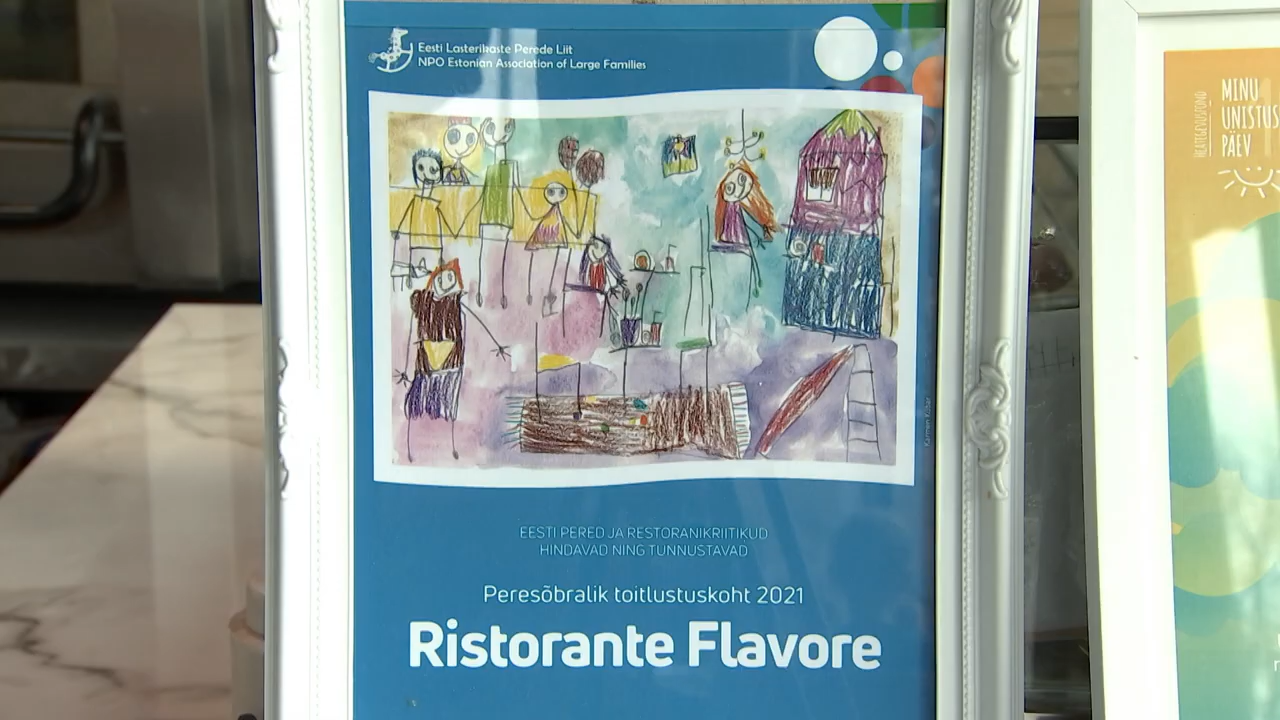 Eesti Lasterikaste Perede Liit
NPO Estonian Association of Large Families
EESTI PERED JA RESTORANIKRIITIKUD
HINDAVAD NING TUNNUSTAVAD
Peresõbralik toitlustuskoht 2021
Ristorante Flavore
HEATEGEVUSFOND
MINU
UNISTUS
PÄEV